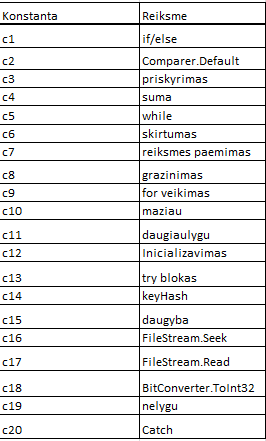 Konstanta Reiksme
c1 if/else
c2 Comparer.Default
c3 priskyrimas
c4 suma
c5 while
c6 skirtumas
c7 reiksmes paemimas
c8 grazinimas
c9 for veikimas
c10 maziau
c11 daugiaulygu
c12 Inicializavimas
c13 try blokas
c14 keyHash
c15 daugyba
c16 FileStream.Seek
c17 FileStream.Read
c18 BitConverter.ToInt32
c19 nelygu
c20 Catch